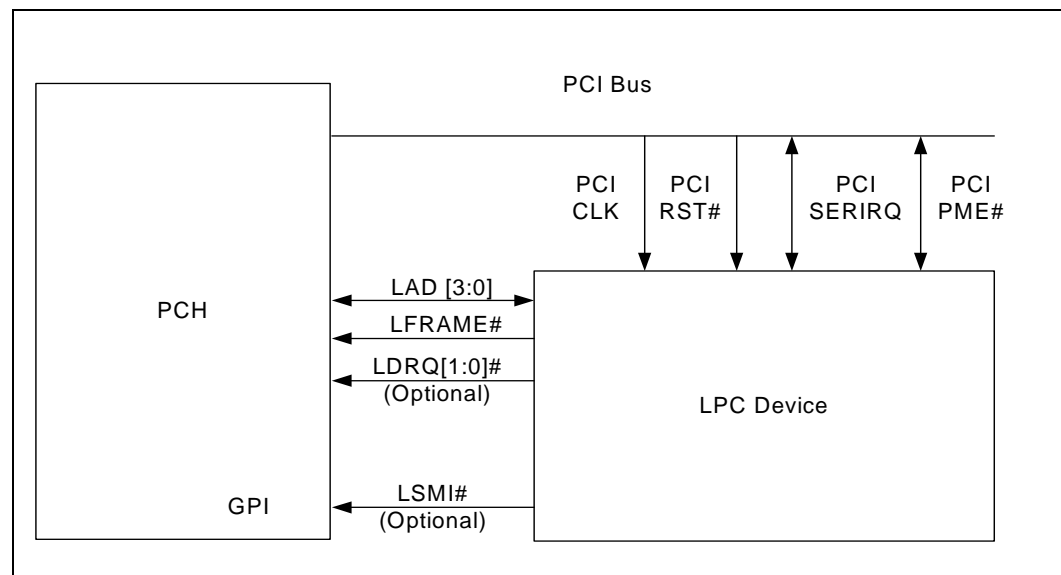 PCI Bus
PCI
CLK
PCI
RST#
PCI
SERIRQ
PCI
PME#
PCH
LAD [3:0]
LFRAME#
LDRQ[1:0]#
(Optional)
LPC Device
GPI
LSMI#
(Optional)